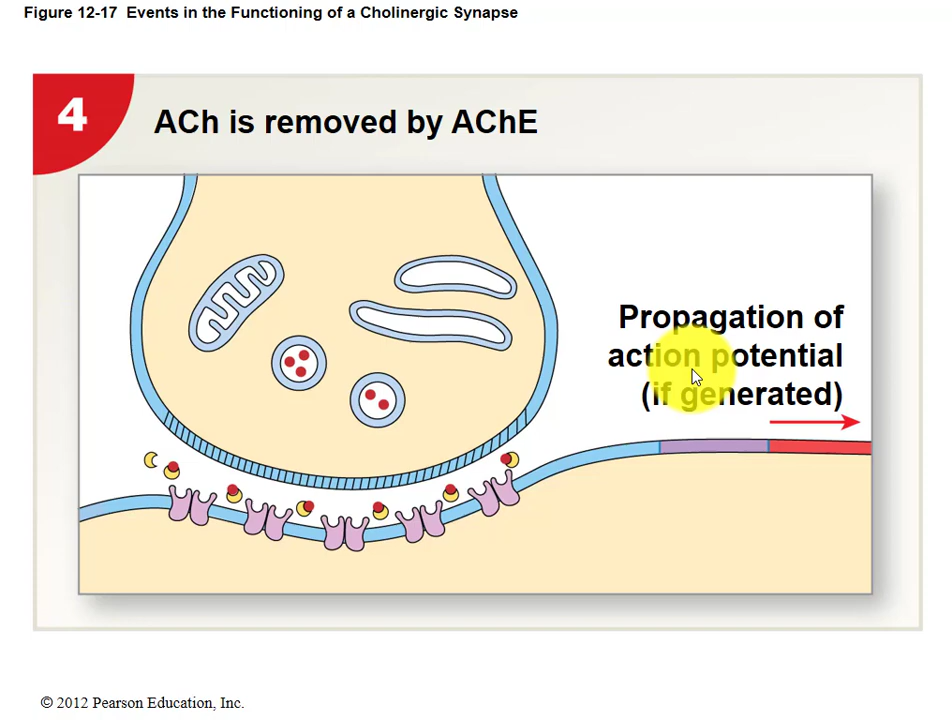 Figure 12-17 Events in the Functioning of a Cholinergic Synapse
4
ACh is removed by AChE
Propagation of
action potential
(if generated)
© 2012 Pearson Education, Inc.